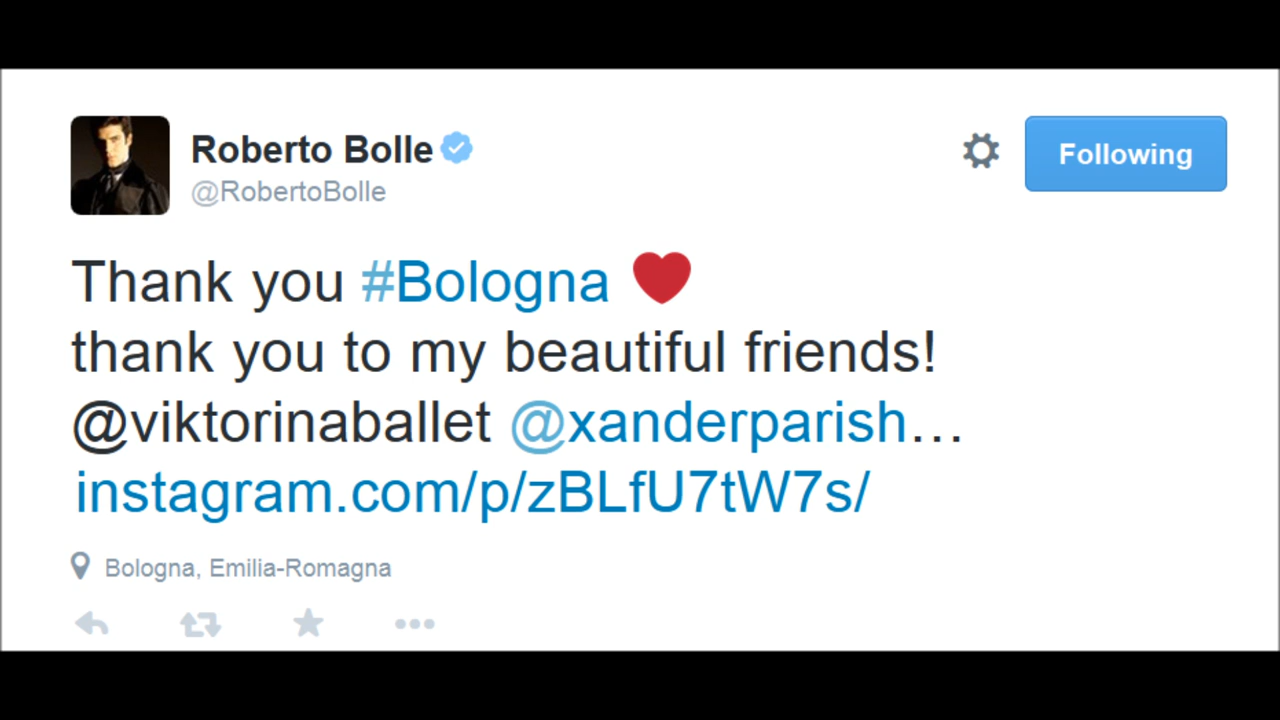 Roberto Bolle
@RobertoBolle
Following
Thank you #Bologna ❤
thank you to my beautiful friends!
@viktorinaballet @xanderparish…
instagram.com/p/zBLfU7tW7s/
Bologna, Emilia-Romagna